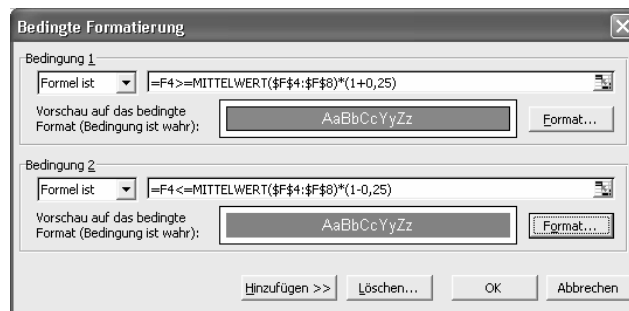 Bedingte Formatierung
Bedingung 1
Formel ist =F4>=MITTELWERT($F$4:$F$8)*(1+0,25)
Vorschau auf das bedingte
Format (Bedingung ist wahr):
AaBbCcYyZz
Format...
Bedingung 2
Formel ist =F4<=MITTELWERT($F$4:$F$8)*(1-0,25)
Vorschau auf das bedingte
Format (Bedingung ist wahr):
AaBbCcYyZz
Format...
Hinzufügen >> Löschen... OK Abbrechen